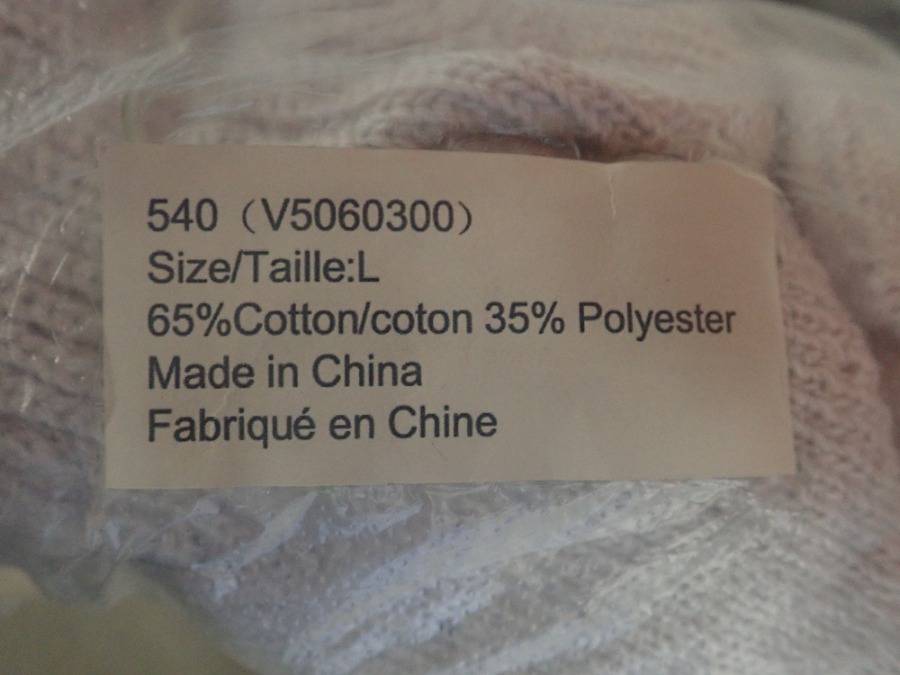 540（V5060300）
Size/Taille:L
65%Cotton/coton 35% Polyester
Made in China
Fabriqué en Chine